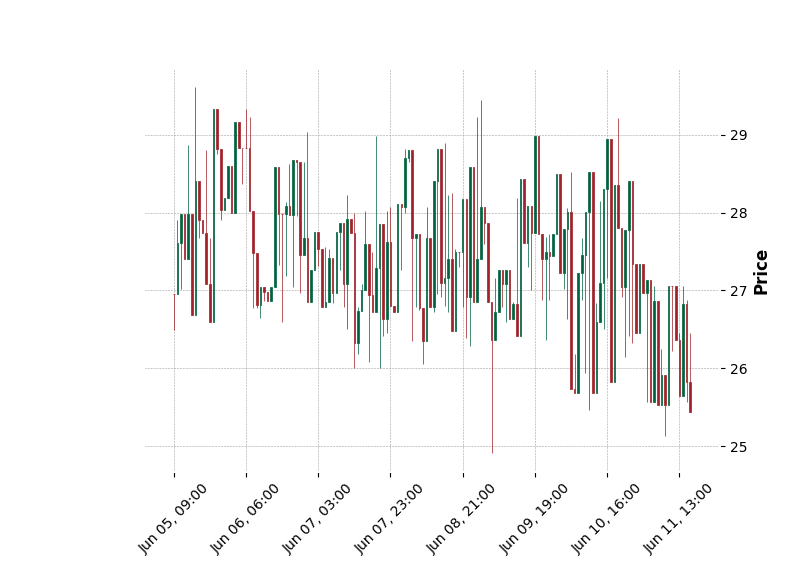 29
28
27
26
25
Price
Jun 05, 09:00
Jun 06, 06:00
Jun 07, 03:00
Jun 07, 23:00
Jun 08, 21:00
Jun 09, 19:00
Jun 10, 16:00
Jun 11, 13:00